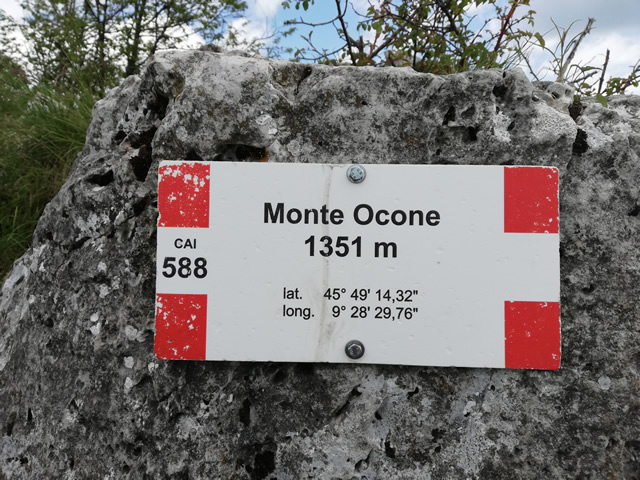 CAI
588
Monte Ocone
1351 m
lat. 45° 49' 14,32"
long. 9° 28' 29,76"